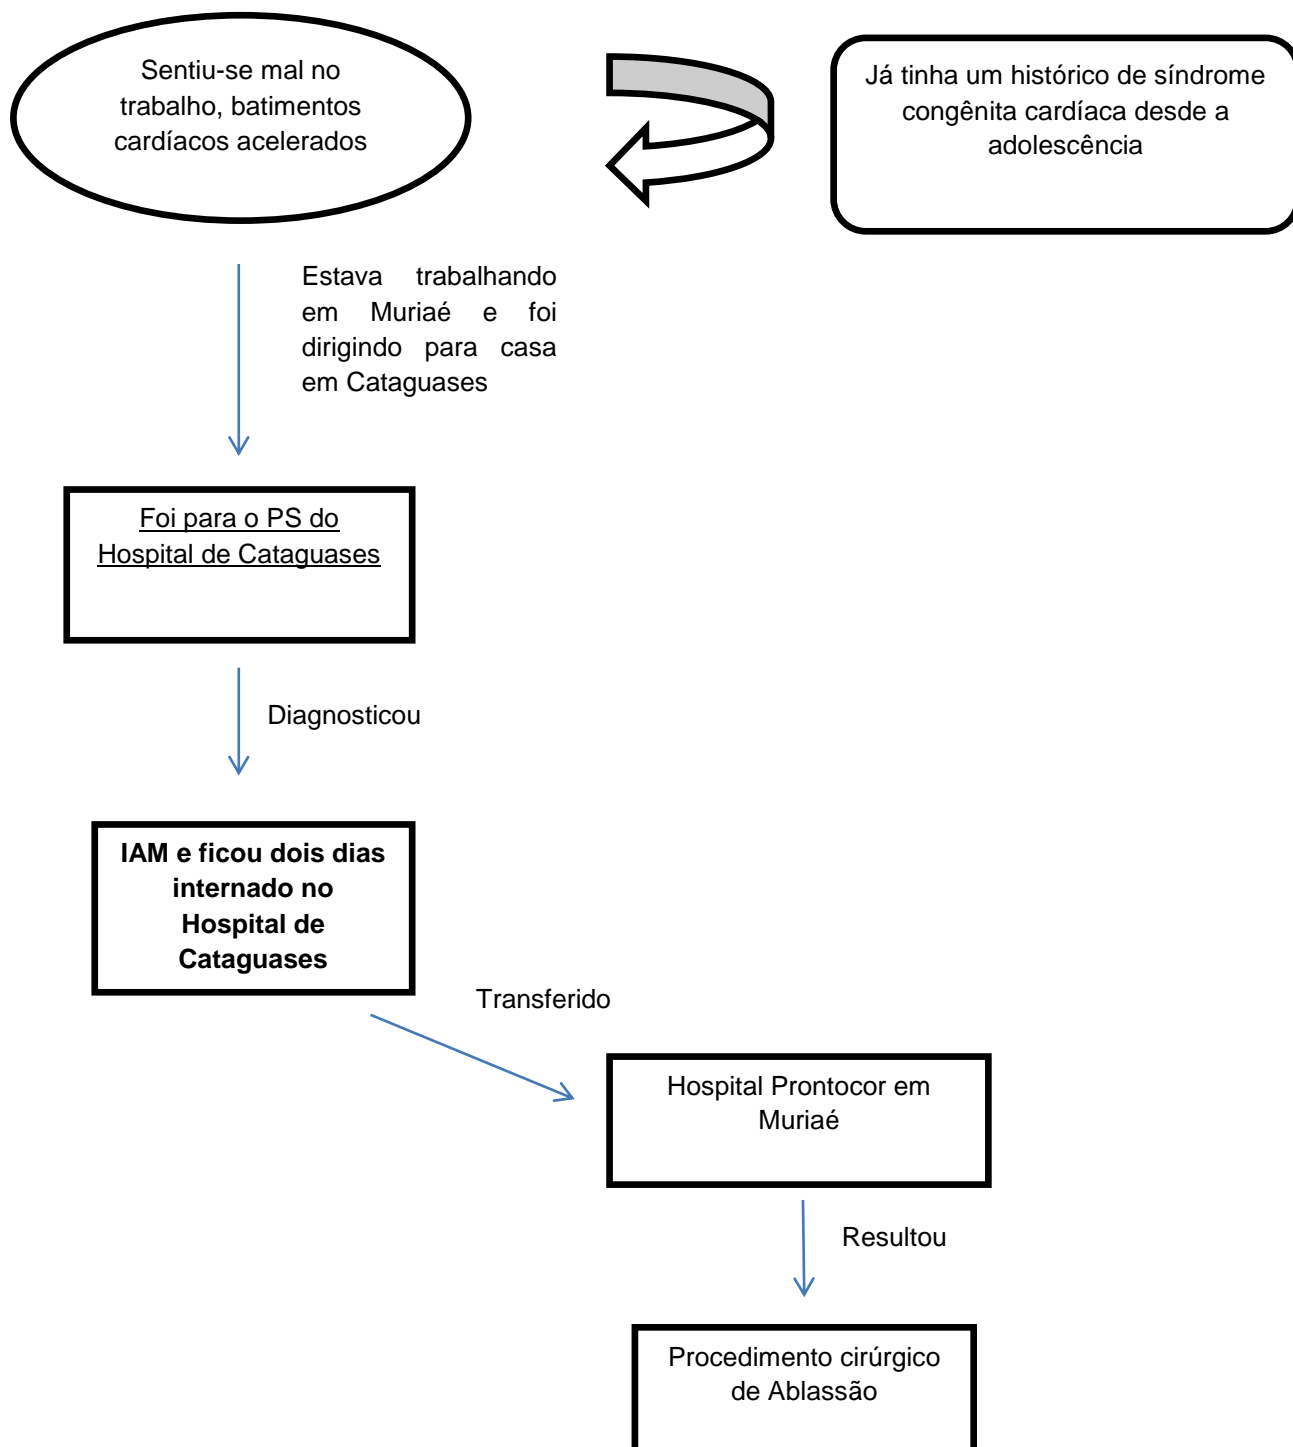 Sentiu-se mal no
trabalho, batimentos
cardíacos acelerados
Já tinha um histórico de síndrome
congênita cardíaca desde a
adolescência
Estava trabalhando
em Muriaé e foi
dirigindo para casa
em Cataguases
Foi para o PS do
Hospital de Cataguases
Diagnosticou
IAM e ficou dois dias
internado no
Hospital de
Cataguases
Transferido
Hospital Prontocor em
Muriaé
Resultou
Procedimento cirúrgico
de Ablassão